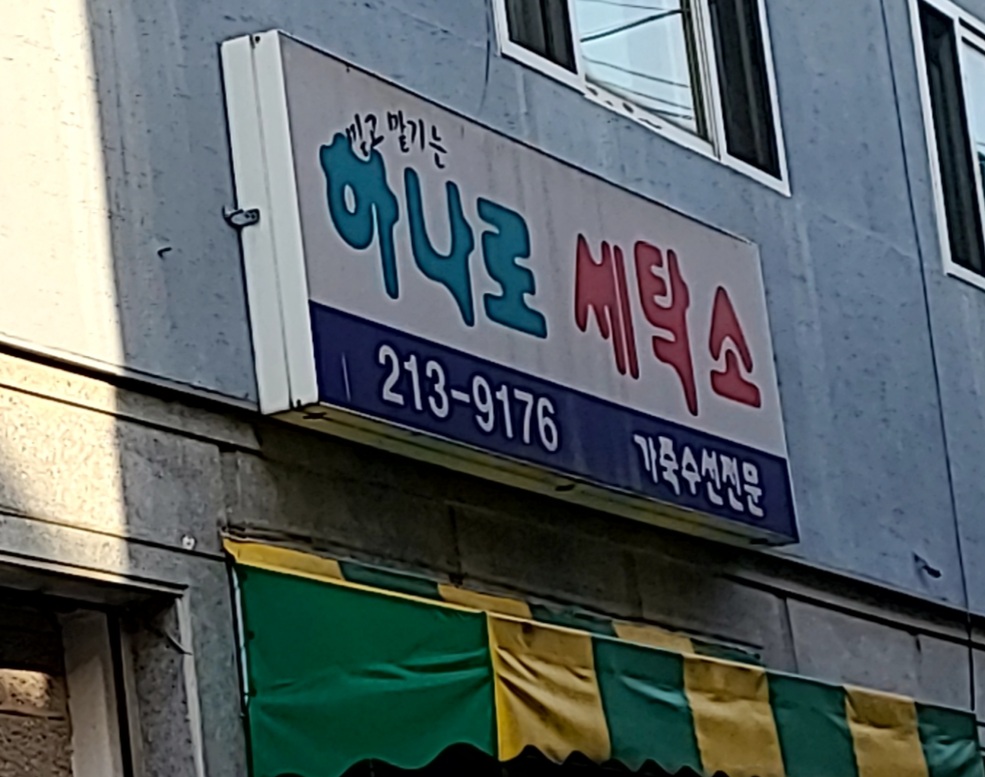 믿고 맡기는
하나로 세탁소
213-9176 가죽수선전문